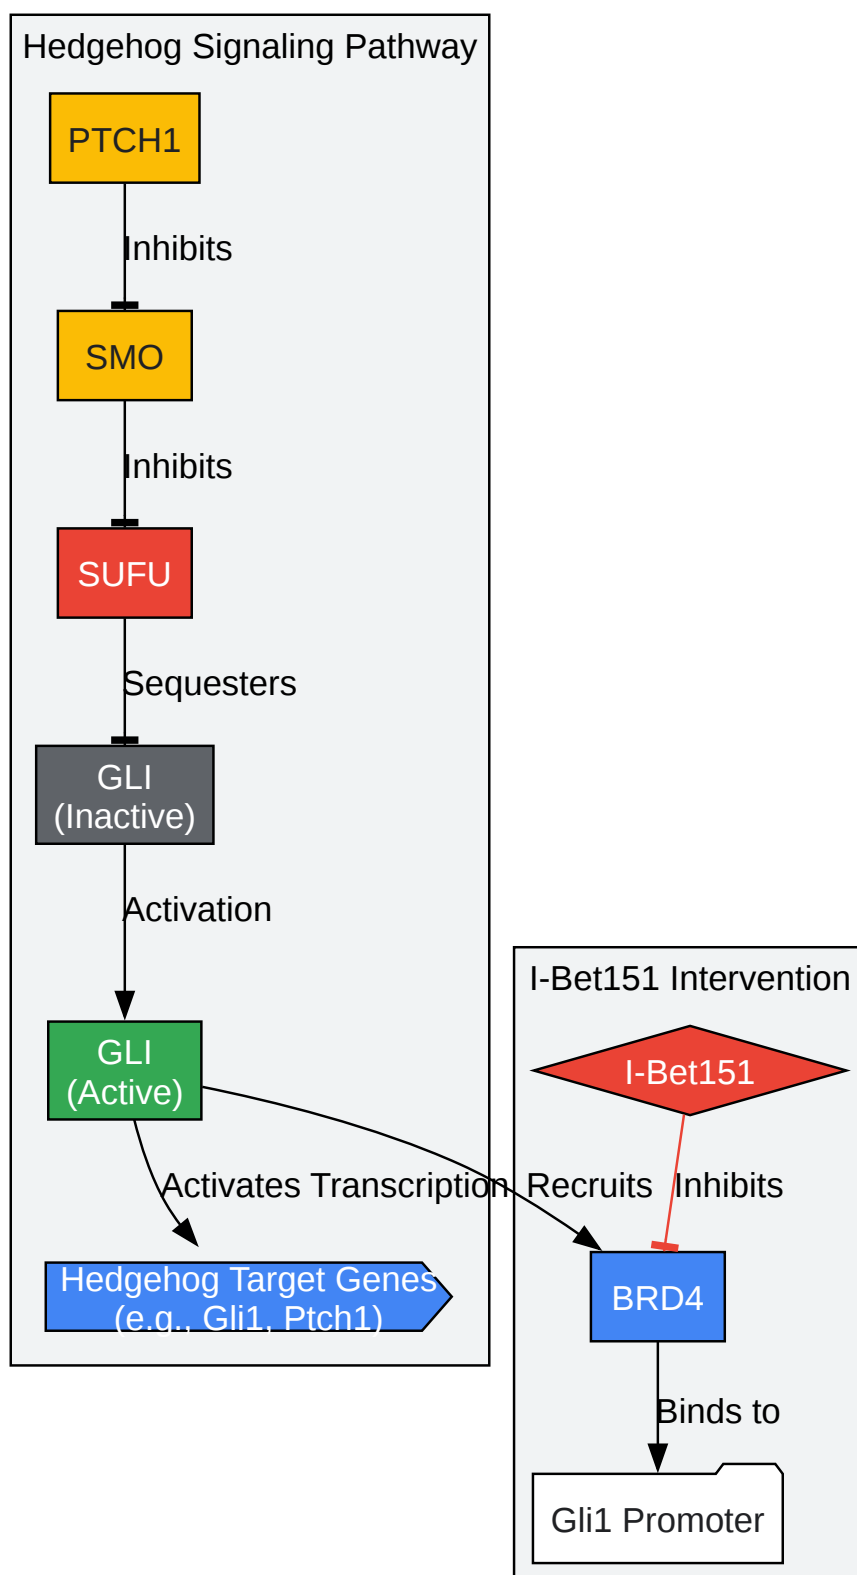 Hedgehog Signaling Pathway
PTCH1
Inhibits
SMO
Inhibits
SUFU
Sequesters
GLI
(Inactive)
Activation
GLI
(Active)
Activates Transcription
Hedgehog Target Genes
(e.g., Gli1, Ptch1)
I-Bet151 Intervention
I-Bet151
Recruits
Inhibits
BRD4
Binds to
Gli1 Promoter